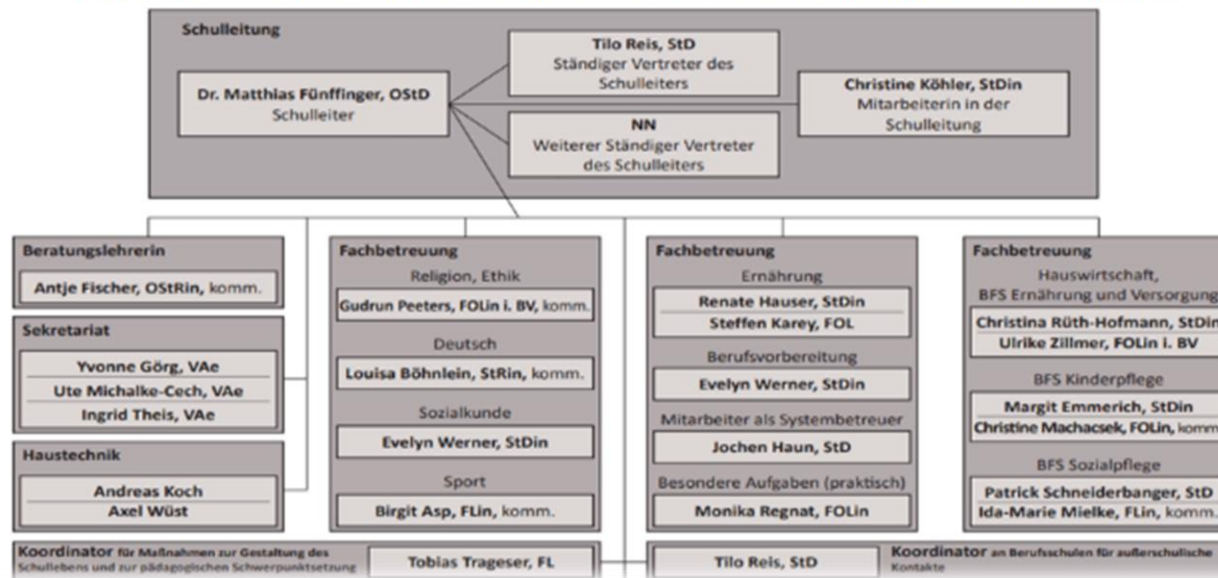 Schulleitung
Dr. Matthias Fünffinger, OStD
Schulleiter
Tilo Reis, StD
Ständiger Vertreter des
Schulleiters
NN
Weiterer Ständiger Vertreter
des Schulleiters
Christine Köhler, StDin
Mitarbeiterin in der
Schulleitung
Beratungslehrerin
Antje Fischer, OStRin, komm.
Sekretariat
Yvonne Görg, VAe
Ute Michalke-Cech, VAe
Ingrid Theis, VAe
Haustechnik
Andreas Koch
Axel Wüst
Fachbetreuung
Religion, Ethik
Gudrun Peeters, FOLin i. BV, komm.
Deutsch
Louisa Böhnlein, StRin, komm.
Sozialkunde
Evelyn Werner, StDin
Sport
Birgit Asp, FLin, komm.
Fachbetreuung
Ernährung
Renate Hauser, StDin
Steffen Karey, FOL
Berufsvorbereitung
Evelyn Werner, StDin
Mitarbeiter als Systembetreuer
Jochen Haun, StD
Besondere Aufgaben (praktisch)
Monika Regnat, FOLin
Fachbetreuung
Hauswirtschaft,
BFS Ernährung und Versorgung
Christina Rüth-Hofmann, StDin
Ulrike Zillmer, FOLin i. BV
BFS Kinderpflege
Margit Emmerich, StDin
Christine Machacsek, FOLin, komm
BFS Sozialpflege
Patrick Schneiderbanger, StD
Ida-Marie Mielke, FLin, komm.
Koordinator für Maßnahmen zur Gestaltung des
Schullebens und zur pädagogischen Schwerpunktsetzung
Tobias Trageser, FL
Tilo Reis, StD
Koordinator an Berufsschulen für außerschulische
Kontakte